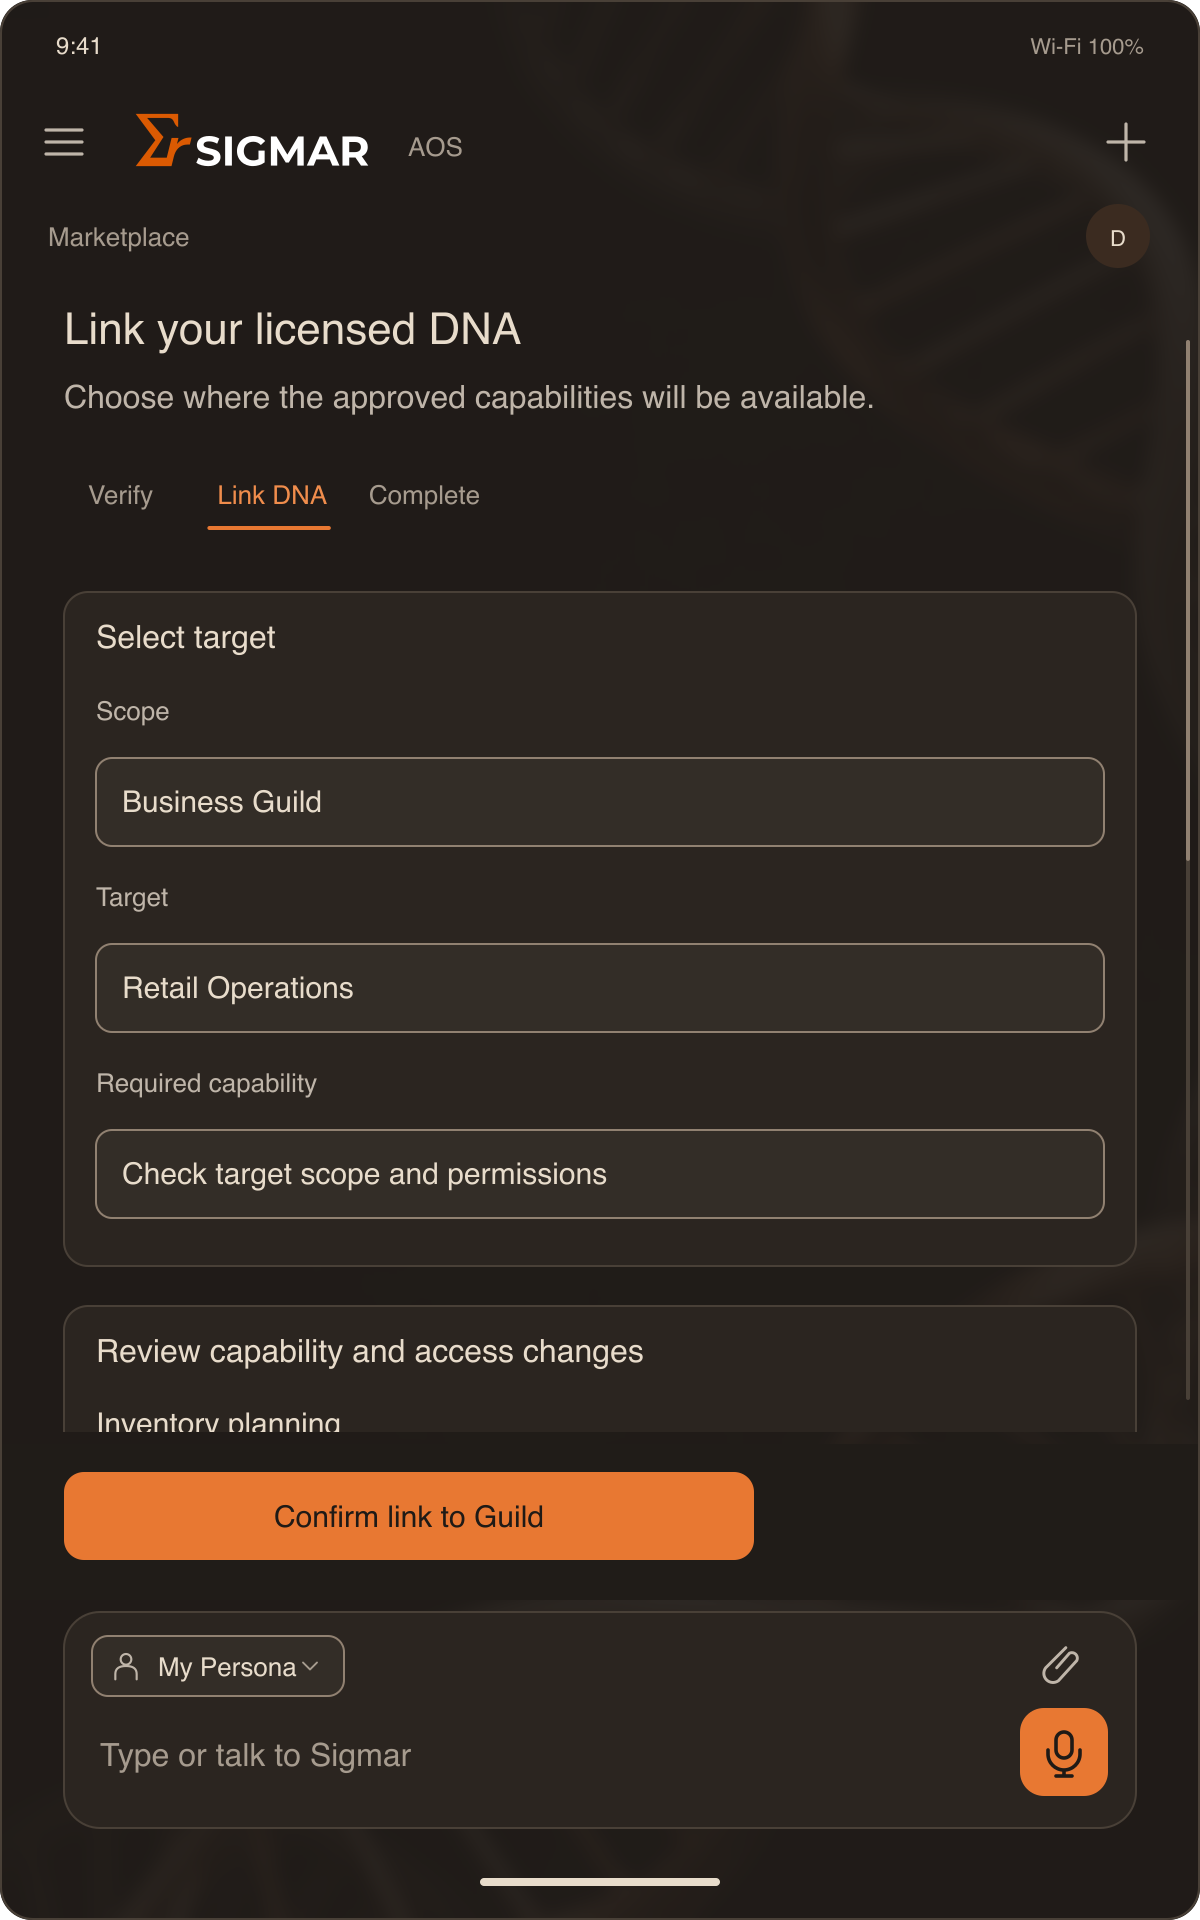 9:41
Wi-Fi 100%
Σr SIGMAR AOS
Marketplace
D
Link your licensed DNA
Choose where the approved capabilities will be available.
Verify Link DNA Complete
Select target
Scope
Business Guild
Target
Retail Operations
Required capability
Check target scope and permissions
Review capability and access changes
Inventory planning
Confirm link to Guild
My Persona
Type or talk to Sigmar